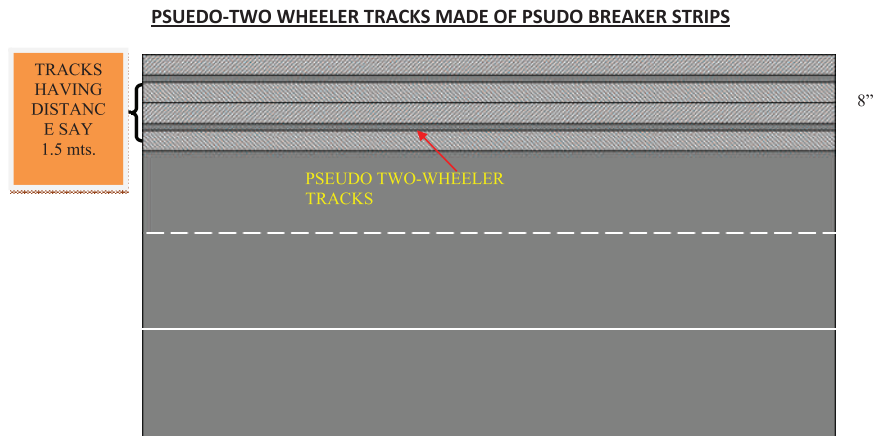 PSUEDO-TWO WHEELER TRACKS MADE OF PSUDO BREAKER STRIPS
TRACKS
HAVING
DISTANC
E SAY
1.5 mts.
8”
PSEUDO TWO-WHEELER
TRACKS